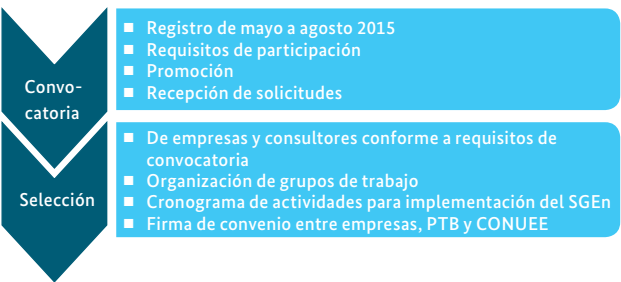 Convo-
catoria
■ Registro de mayo a agosto 2015
■ Requisitos de participación
■ Promoción
■ Recepción de solicitudes
Selección
■ De empresas y consultores conforme a requisitos de
convocatoria
■ Organización de grupos de trabajo
■ Cronograma de actividades para implementación del SGEn
■ Firma de convenio entre empresas, PTB y CONUEE